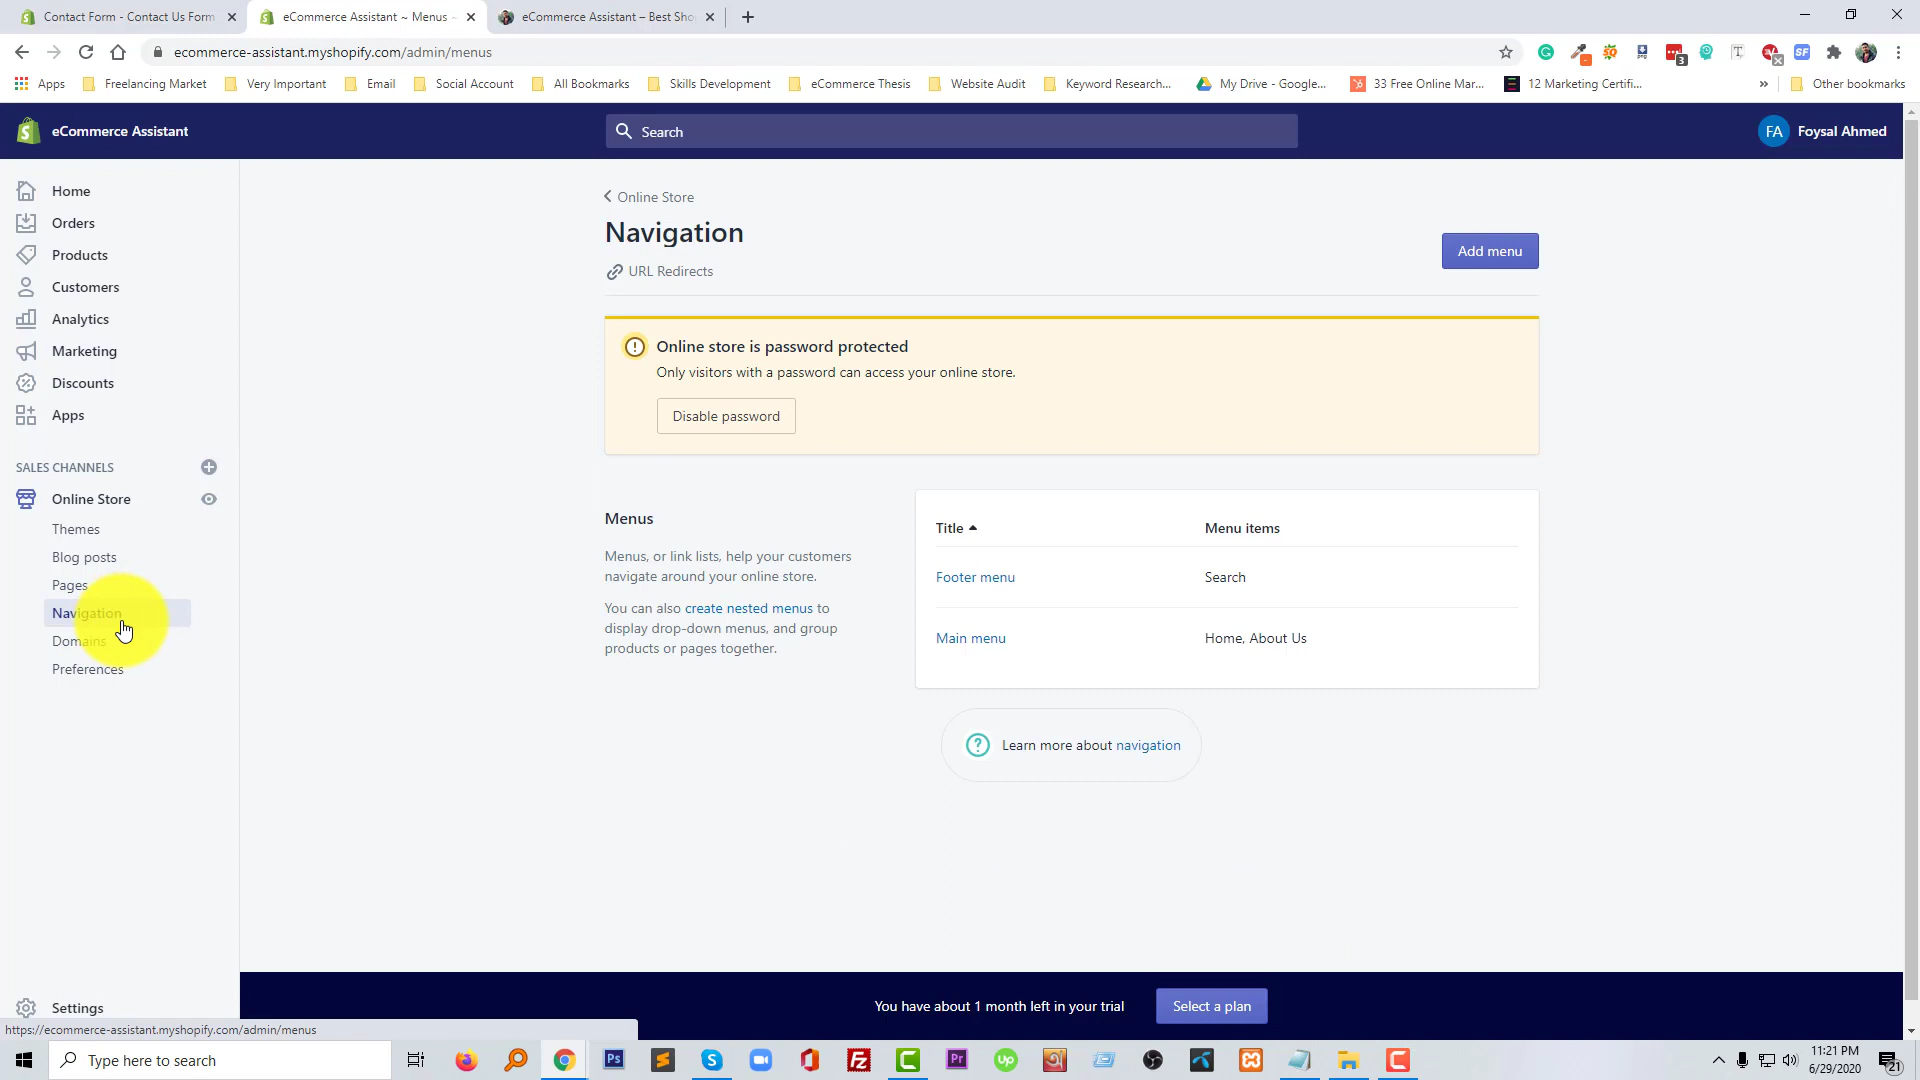 Contact Form - Contact Us Form
eCommerce Assistant ~ Menus ~
eCommerce Assistant – Best Sho
ecommerce-assistant.myshopify.com/admin/menus
Apps
Freelancing Market
Very Important
Email
Social Account
All Bookmarks
Skills Development
eCommerce Thesis
Website Audit
Keyword Research...
My Drive - Google...
33 Free Online Mar...
12 Marketing Certifi...
»
Other bookmarks
eCommerce Assistant
Search
FA
Foysal Ahmed
Home
Orders
Products
Customers
Analytics
Marketing
Discounts
Apps
SALES CHANNELS
Online Store
Themes
Blog posts
Pages
Navigation
Domains
Preferences
Settings
Online Store
Navigation
URL Redirects
Add menu
Online store is password protected
Only visitors with a password can access your online store.
Disable password
Menus
Menus, or link lists, help your customers
navigate around your online store.
You can also create nested menus to
display drop-down menus, and group
products or pages together.
Title
Menu items
Footer menu
Search
Main menu
Home, About Us
Learn more about navigation
You have about 1 month left in your trial
Select a plan
https://ecommerce-assistant.myshopify.com/admin/menus
Type here to search
11:21 PM
6/29/2020
21